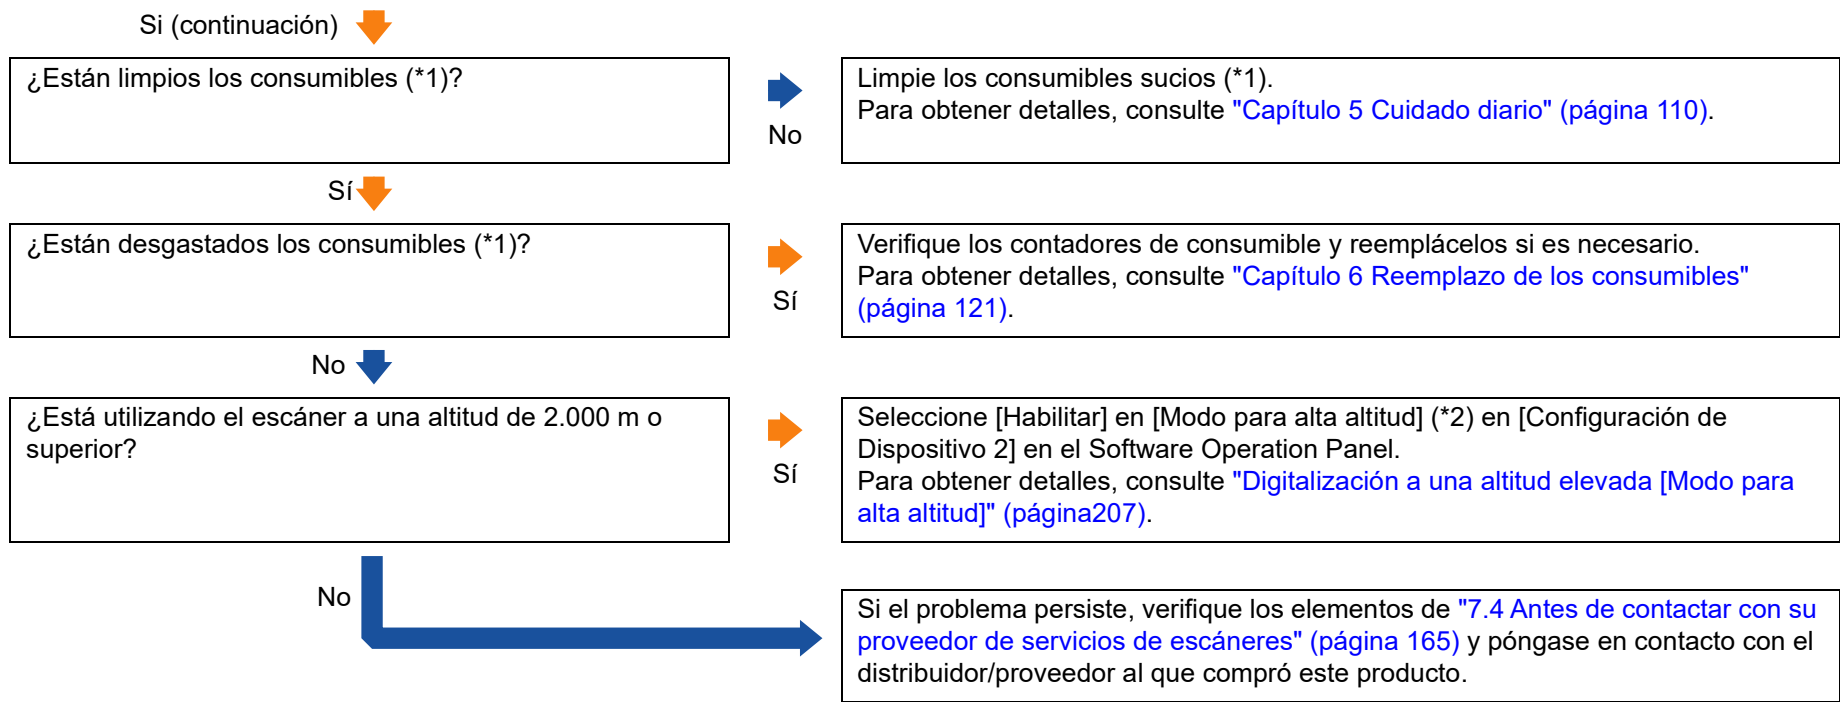 Si (continuación)
¿Están limpios los consumibles (*1)?
No
Limpie los consumibles sucios (*1).
Para obtener detalles, consulte "Capítulo 5 Cuidado diario" (página 110).
Sí
¿Están desgastados los consumibles (*1)?
Sí
Verifique los contadores de consumible y reemplácelos si es necesario.
Para obtener detalles, consulte "Capítulo 6 Reemplazo de los consumibles"
(página 121).
No
¿Está utilizando el escáner a una altitud de 2.000 m o
superior?
Sí
Seleccione [Habilitar] en [Modo para alta altitud] (*2) en [Configuración de
Dispositivo 2] en el Software Operation Panel.
Para obtener detalles, consulte "Digitalización a una altitud elevada [Modo para
alta altitud]" (página207).
No
Si el problema persiste, verifique los elementos de "7.4 Antes de contactar con su
proveedor de servicios de escáneres" (página 165) y póngase en contacto con el
distribuidor/proveedor al que compró este producto.